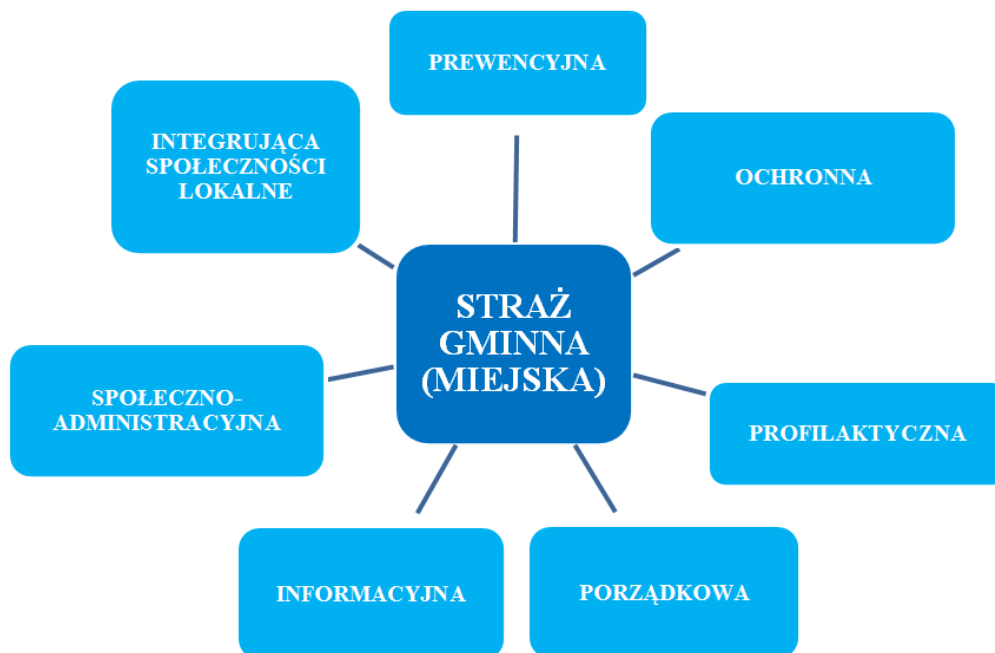 PREWENCYJNA
INTEGRUJĄCA
SPOŁECZNOŚCI
LOKALNE
OCHRONNA
STRAŻ
GMINNA
(MIEJSKA)
SPOŁECZNO-
ADMINISTRACYJNA
PROFILAKTYCZNA
INFORMACYJNA
PORZĄDKOWA